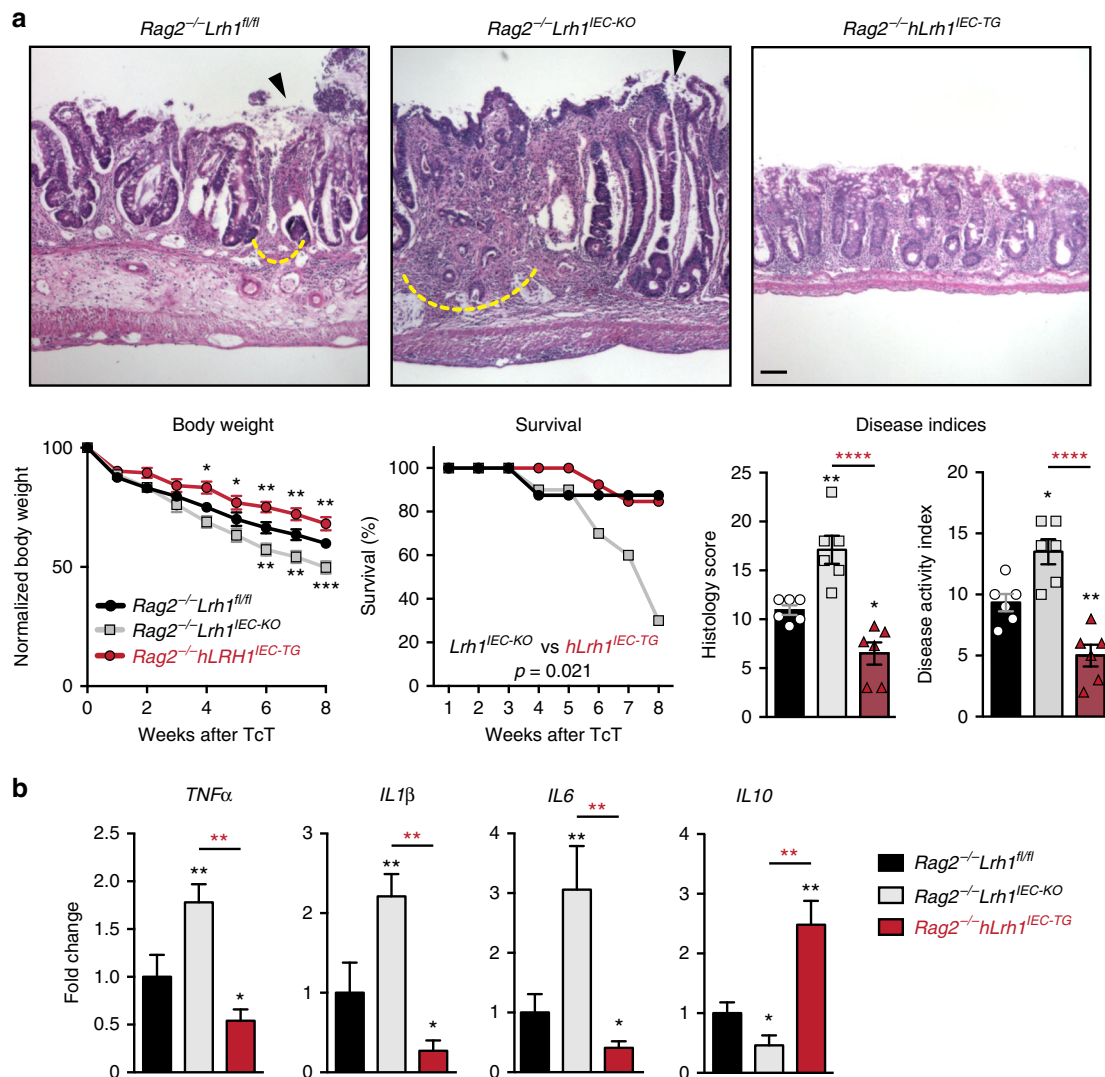 a
Rag2−/−Lrh1fl/fl
Rag2−/−Lrh1IEC-KO
Rag2−/−hLrh1IEC-TG
Body weight
Normalized body weight
100
50
0
0 2 4 6 8
Weeks after TcT
* * ** ** **
** ** ***
Rag2−/−Lrh1fl/fl
Rag2−/−Lrh1IEC-KO
Rag2−/−hLRH1IEC-TG
Survival
Survival (%)
100
80
60
40
20
0
1 2 3 4 5 6 7 8
Weeks after TcT
Lrh1IEC-KO vs hLrh1IEC-TG
p = 0.021
Disease indices
Histology score
25
20
15
10
5
0
****
**
*
Disease activity index
20
15
10
5
0
****
*
**
b
TNFα
Fold change
2.5
2.0
1.5
1.0
0.5
0
**
**
*
IL1β
3
2
1
0
**
**
*
IL6
4
3
2
1
0
**
**
*
IL10
4
3
2
1
0
**
**
*
Rag2−/−Lrh1fl/fl
Rag2−/−Lrh1IEC-KO
Rag2−/−hLrh1IEC-TG